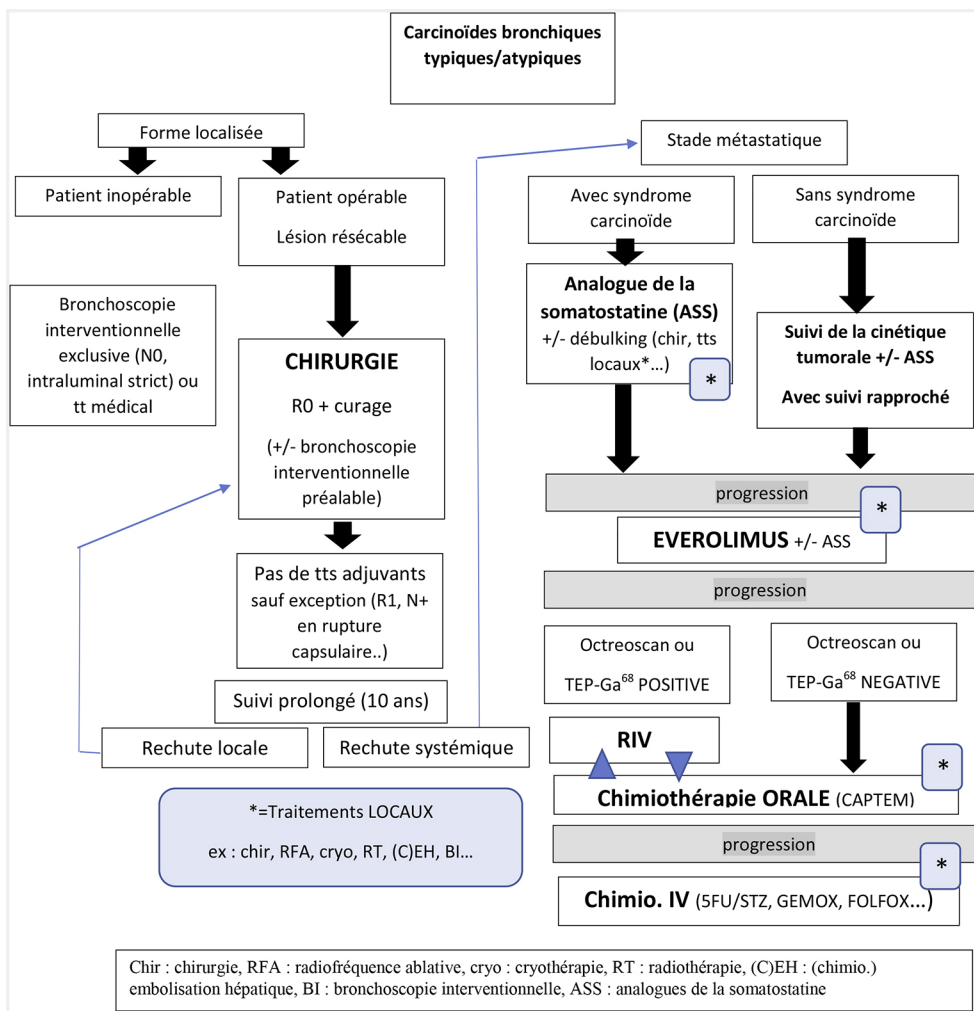 Carcinoïdes bronchiques
typiques/atypiques
Forme localisée
Patient inopérable
Patient opérable
Lésion résécable
Bronchoscopie
interventionnelle
exclusive (N0,
intraluminal strict) ou
tt médical
CHIRURGIE
R0 + curage
(+/- bronchoscopie
interventionnelle
préalable)
Pas de tts adjuvants
sauf exception (R1, N+
en rupture
capsulaire..)
Suivi prolongé (10 ans)
Rechute locale
Rechute systémique
*=Traitements LOCAUX
ex : chir, RFA, cryo, RT, (C)EH, BI...
Stade métastatique
Avec syndrome
carcinoïde
Sans syndrome
carcinoïde
Analogue de la
somatostatine (ASS)
+/- débulking (chir, tts
locaux*...)
*
Suivi de la cinétique
tumorale +/- ASS
Avec suivi rapproché
progression
*
EVEROLIMUS +/- ASS
progression
Octreoscan ou
TEP-Ga68 POSITIVE
Octreoscan ou
TEP-Ga68 NEGATIVE
RIV
*
Chimiothérapie ORALE (CAPTEM)
progression
*
Chimio. IV (5FU/STZ, GEMOX, FOLFOX...)
Chir : chirurgie, RFA : radiofréquence ablative, cryo : cryothérapie, RT : radiothérapie, (C)EH : (chimio.)
embolisation hépatique, BI : bronchoscopie interventionnelle, ASS : analogues de la somatostatine